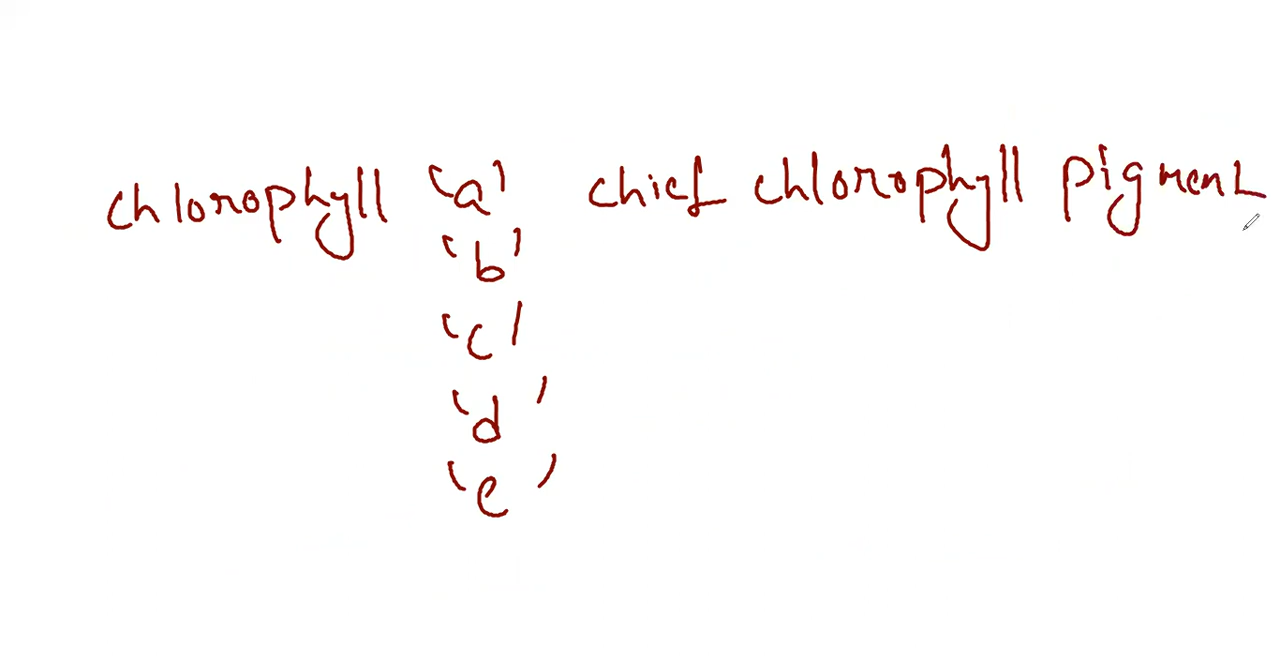 chlorophyll 'a' chief chlorophyll pigment
'b'
'c'
'd'
'e'